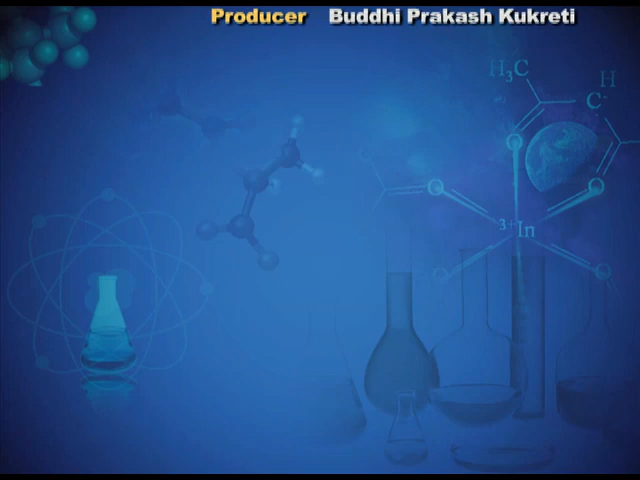 Producer Buddhi Prakash Kukreti
H₃C
H
C⁻
³⁺In